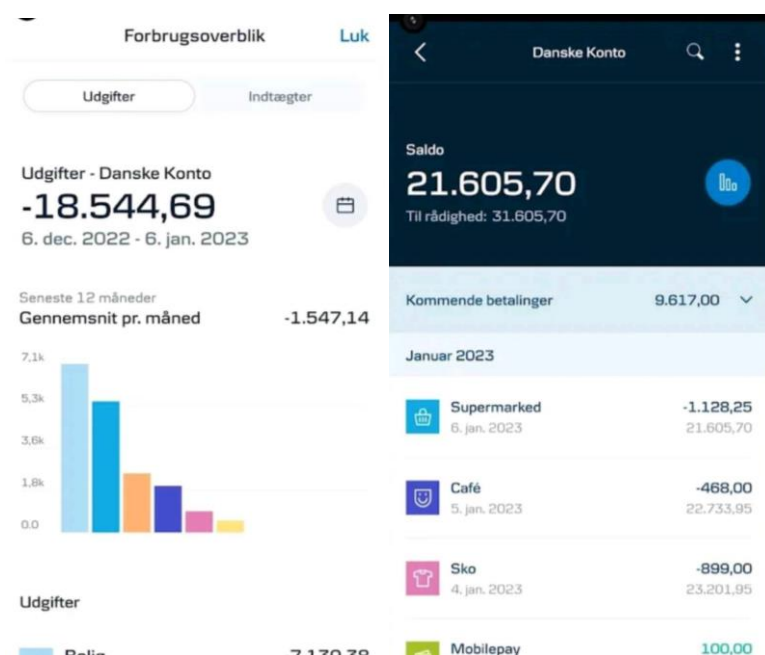 Forbrugsoverblik
Luk
Udgifter
Indtægter
Udgifter - Danske Konto
-18.544,69
6. dec. 2022 - 6. jan. 2023
Seneste 12 måneder
Gennemsnit pr. måned
-1.547,14
7,1k
5,3k
3,6k
1,8k
0.0
Udgifter
Bolig
-7.130,38
Danske Konto
Saldo
21.605,70
Til rådighed: 31.605,70
Kommende betalinger
9.617,00
Januar 2023
Supermarked
-1.128,25
6. jan. 2023
21.605,70
Café
-468,00
5. jan. 2023
22.733,95
Sko
-899,00
4. jan. 2023
23.201,95
Mobilepay
100,00